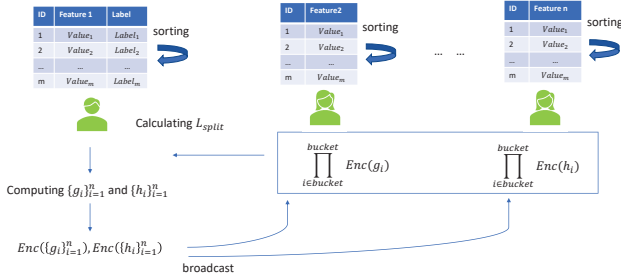 ID Feature 1 Label
1 Value₁ Label₁
2 Value₂ Label₂
... ... ...
m Valueₘ Labelₘ
sorting
ID Feature2
1 Value₁
2 Value₂
... ...
m Valueₘ
sorting
... ...
ID Feature n
1 Value₁
2 Value₂
... ...
m Valueₘ
sorting
Calculating L_split
bucket
∏ Enc(gᵢ)
i∈bucket
bucket
∏ Enc(hᵢ)
i∈bucket
Computing {gᵢ}ⁿᵢ₌₁ and {hᵢ}ⁿᵢ₌₁
Enc({gᵢ}ⁿᵢ₌₁), Enc({hᵢ}ⁿᵢ₌₁)
broadcast